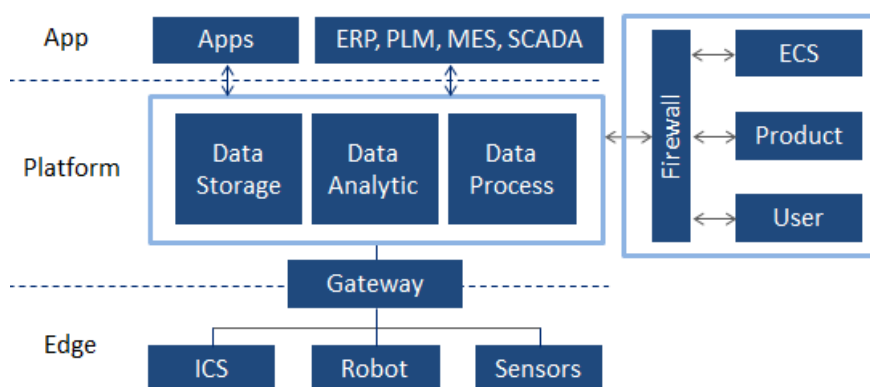 App
Apps
ERP, PLM, MES, SCADA
Platform
Data
Storage
Data
Analytic
Data
Process
Firewall
ECS
Product
User
Gateway
Edge
ICS
Robot
Sensors